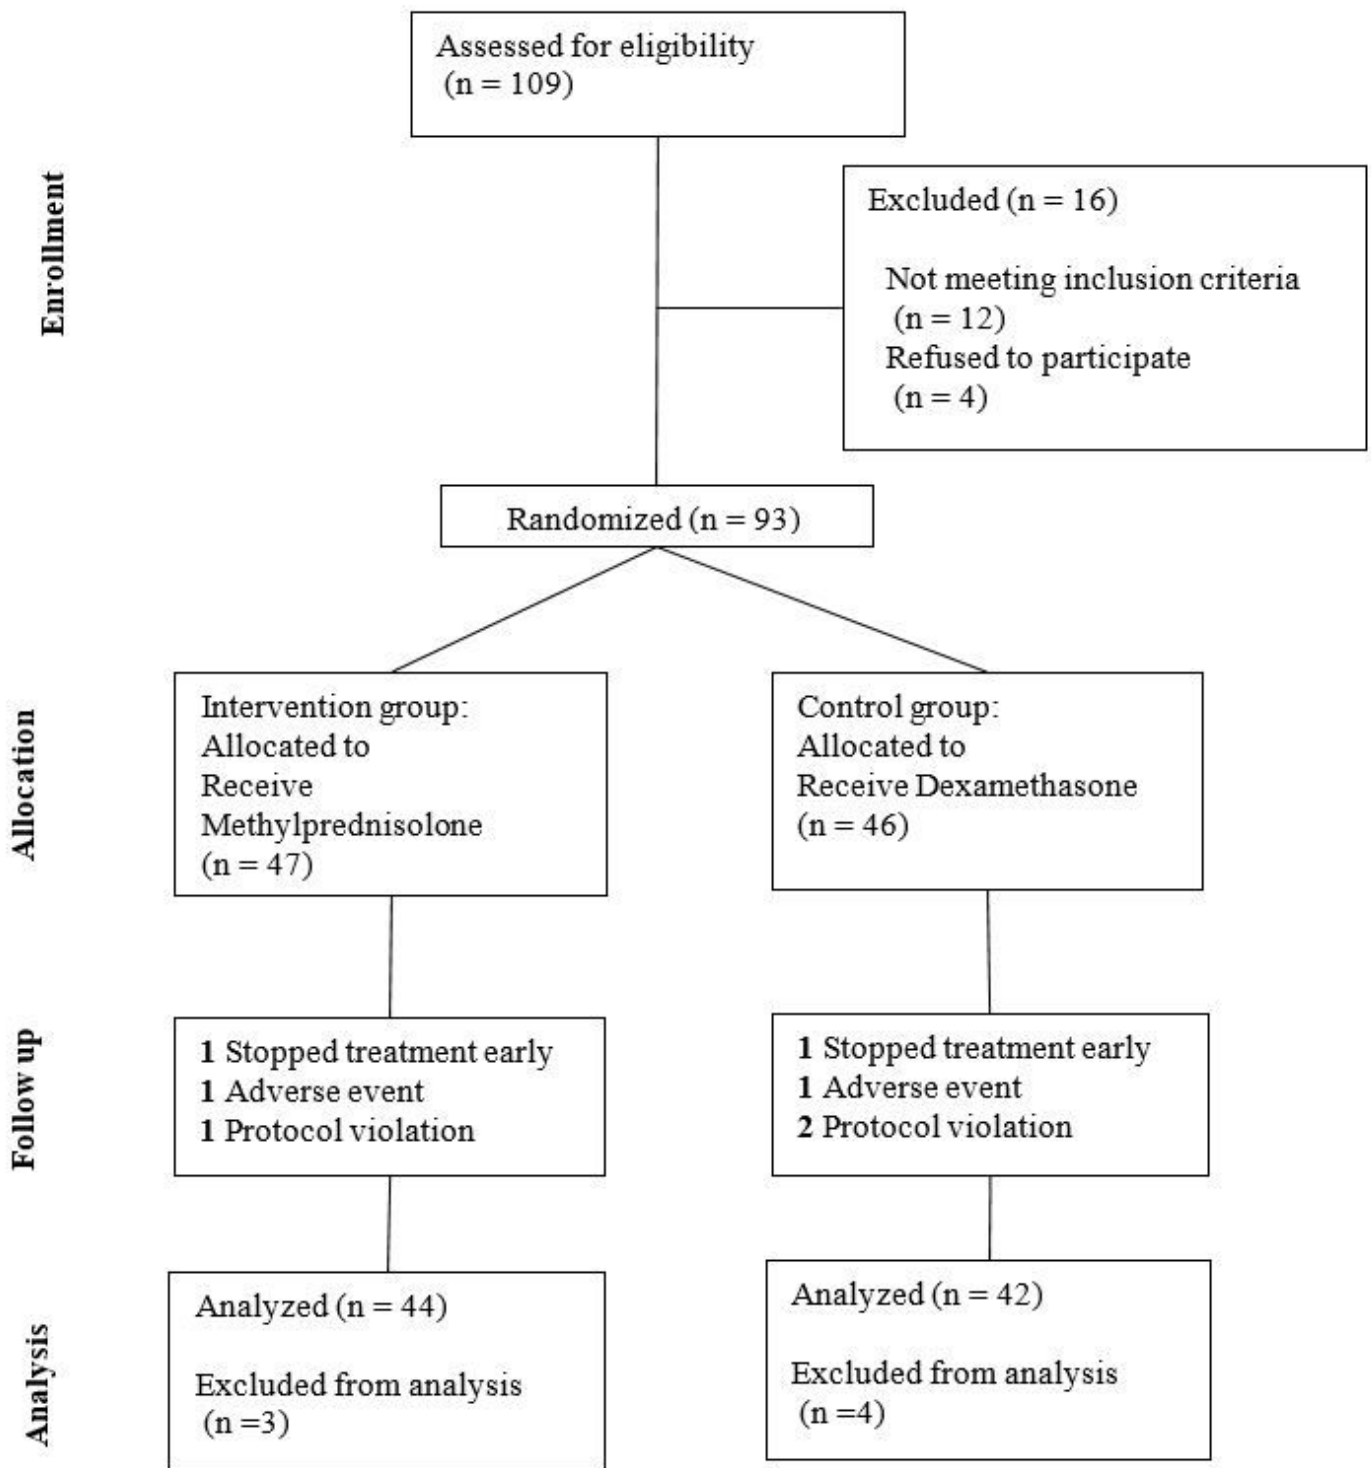 Assessed for eligibility
(n = 109)
Enrollment
Excluded (n = 16)
Not meeting inclusion criteria
(n = 12)
Refused to participate
(n = 4)
Randomized (n = 93)
Allocation
Intervention group:
Allocated to
Receive
Methylprednisolone
(n = 47)
Control group:
Allocated to
Receive Dexamethasone
(n = 46)
Follow up
1 Stopped treatment early
1 Adverse event
1 Protocol violation
1 Stopped treatment early
1 Adverse event
2 Protocol violation
Analysis
Analyzed (n = 44)
Excluded from analysis
(n =3)
Analyzed (n = 42)
Excluded from analysis
(n =4)